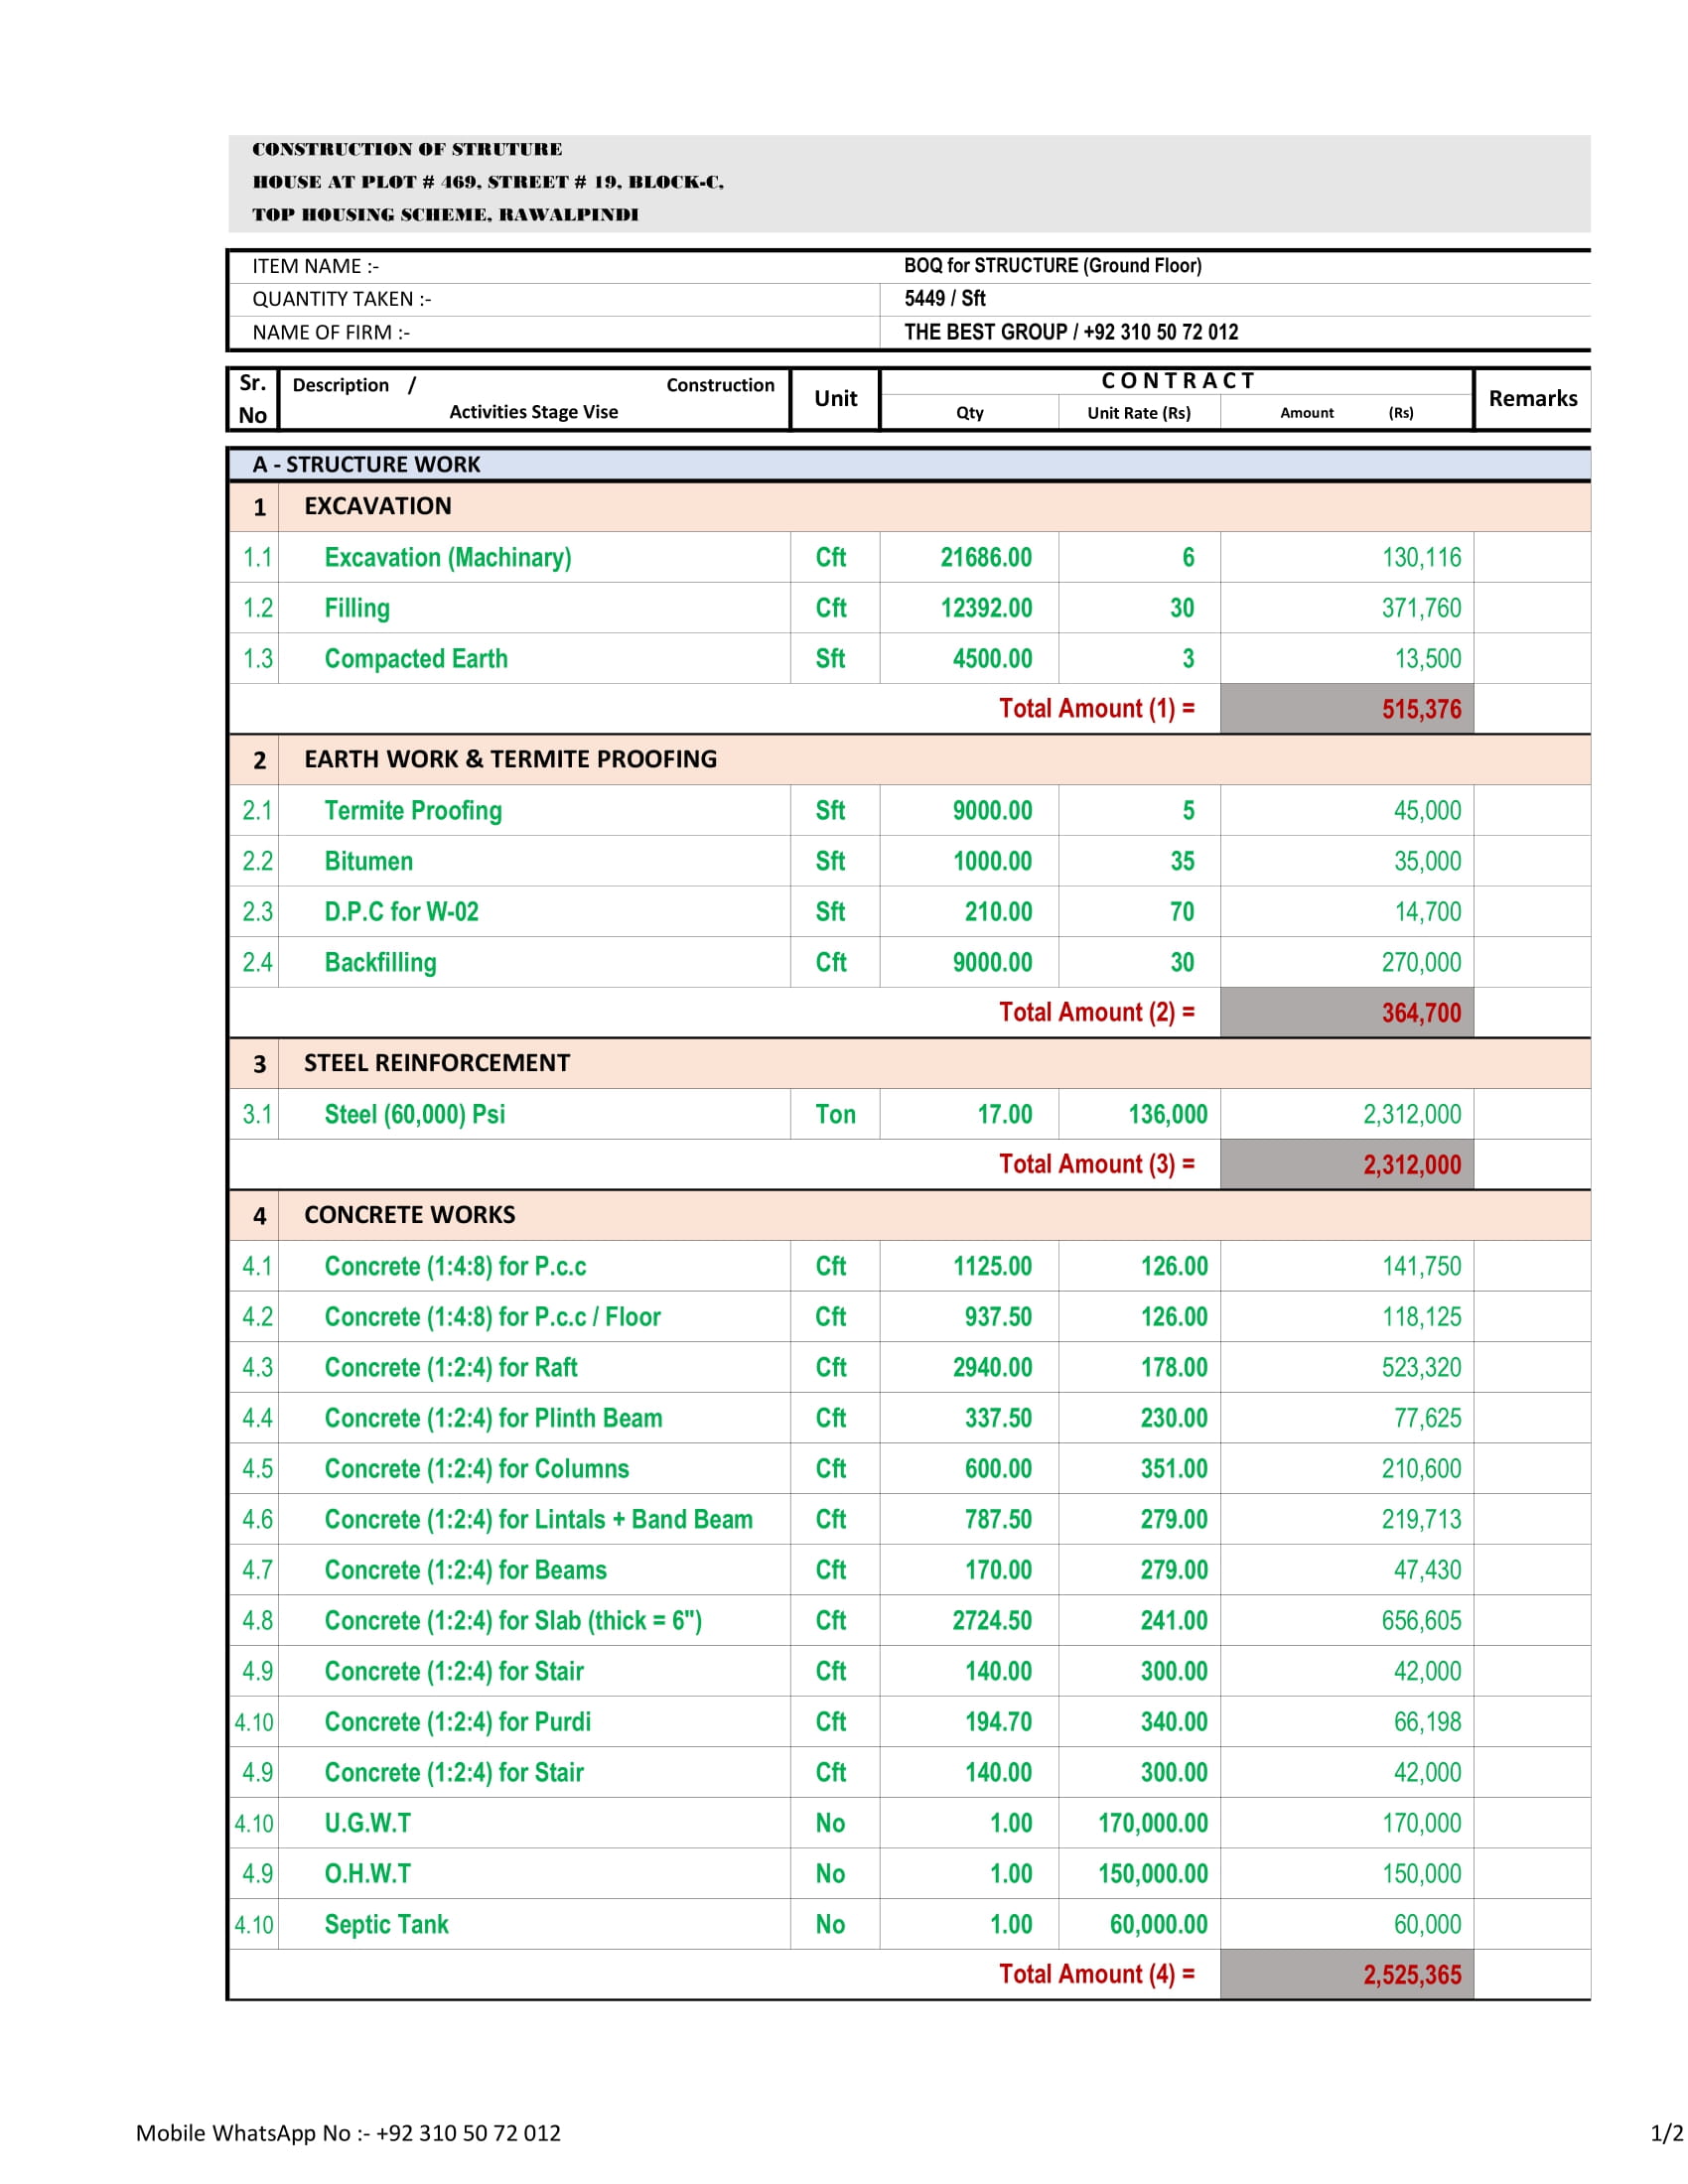 CONSTRUCTION OF STRUTURE
HOUSE AT PLOT # 469, STREET # 19, BLOCK-C,
TOP HOUSING SCHEME, RAWALPINDI
ITEM NAME :- BOQ for STRUCTURE (Ground Floor)
QUANTITY TAKEN :- 5449 / Sft
NAME OF FIRM :- THE BEST GROUP / +92 310 50 72 012
Sr. No Description / Construction Activities Stage Vise Unit CONTRACT Remarks
Qty Unit Rate (Rs) Amount (Rs)
A - STRUCTURE WORK
1 EXCAVATION
1.1 Excavation (Machinary) Cft 21686.00 6 130,116
1.2 Filling Cft 12392.00 30 371,760
1.3 Compacted Earth Sft 4500.00 3 13,500
Total Amount (1) = 515,376
2 EARTH WORK & TERMITE PROOFING
2.1 Termite Proofing Sft 9000.00 5 45,000
2.2 Bitumen Sft 1000.00 35 35,000
2.3 D.P.C for W-02 Sft 210.00 70 14,700
2.4 Backfilling Cft 9000.00 30 270,000
Total Amount (2) = 364,700
3 STEEL REINFORCEMENT
3.1 Steel (60,000) Psi Ton 17.00 136,000 2,312,000
Total Amount (3) = 2,312,000
4 CONCRETE WORKS
4.1 Concrete (1:4:8) for P.c.c Cft 1125.00 126.00 141,750
4.2 Concrete (1:4:8) for P.c.c / Floor Cft 937.50 126.00 118,125
4.3 Concrete (1:2:4) for Raft Cft 2940.00 178.00 523,320
4.4 Concrete (1:2:4) for Plinth Beam Cft 337.50 230.00 77,625
4.5 Concrete (1:2:4) for Columns Cft 600.00 351.00 210,600
4.6 Concrete (1:2:4) for Lintals + Band Beam Cft 787.50 279.00 219,713
4.7 Concrete (1:2:4) for Beams Cft 170.00 279.00 47,430
4.8 Concrete (1:2:4) for Slab (thick = 6") Cft 2724.50 241.00 656,605
4.9 Concrete (1:2:4) for Stair Cft 140.00 300.00 42,000
4.10 Concrete (1:2:4) for Purdi Cft 194.70 340.00 66,198
4.9 Concrete (1:2:4) for Stair Cft 140.00 300.00 42,000
4.10 U.G.W.T No 1.00 170,000.00 170,000
4.9 O.H.W.T No 1.00 150,000.00 150,000
4.10 Septic Tank No 1.00 60,000.00 60,000
Total Amount (4) = 2,525,365
Mobile WhatsApp No :- +92 310 50 72 012 1/2